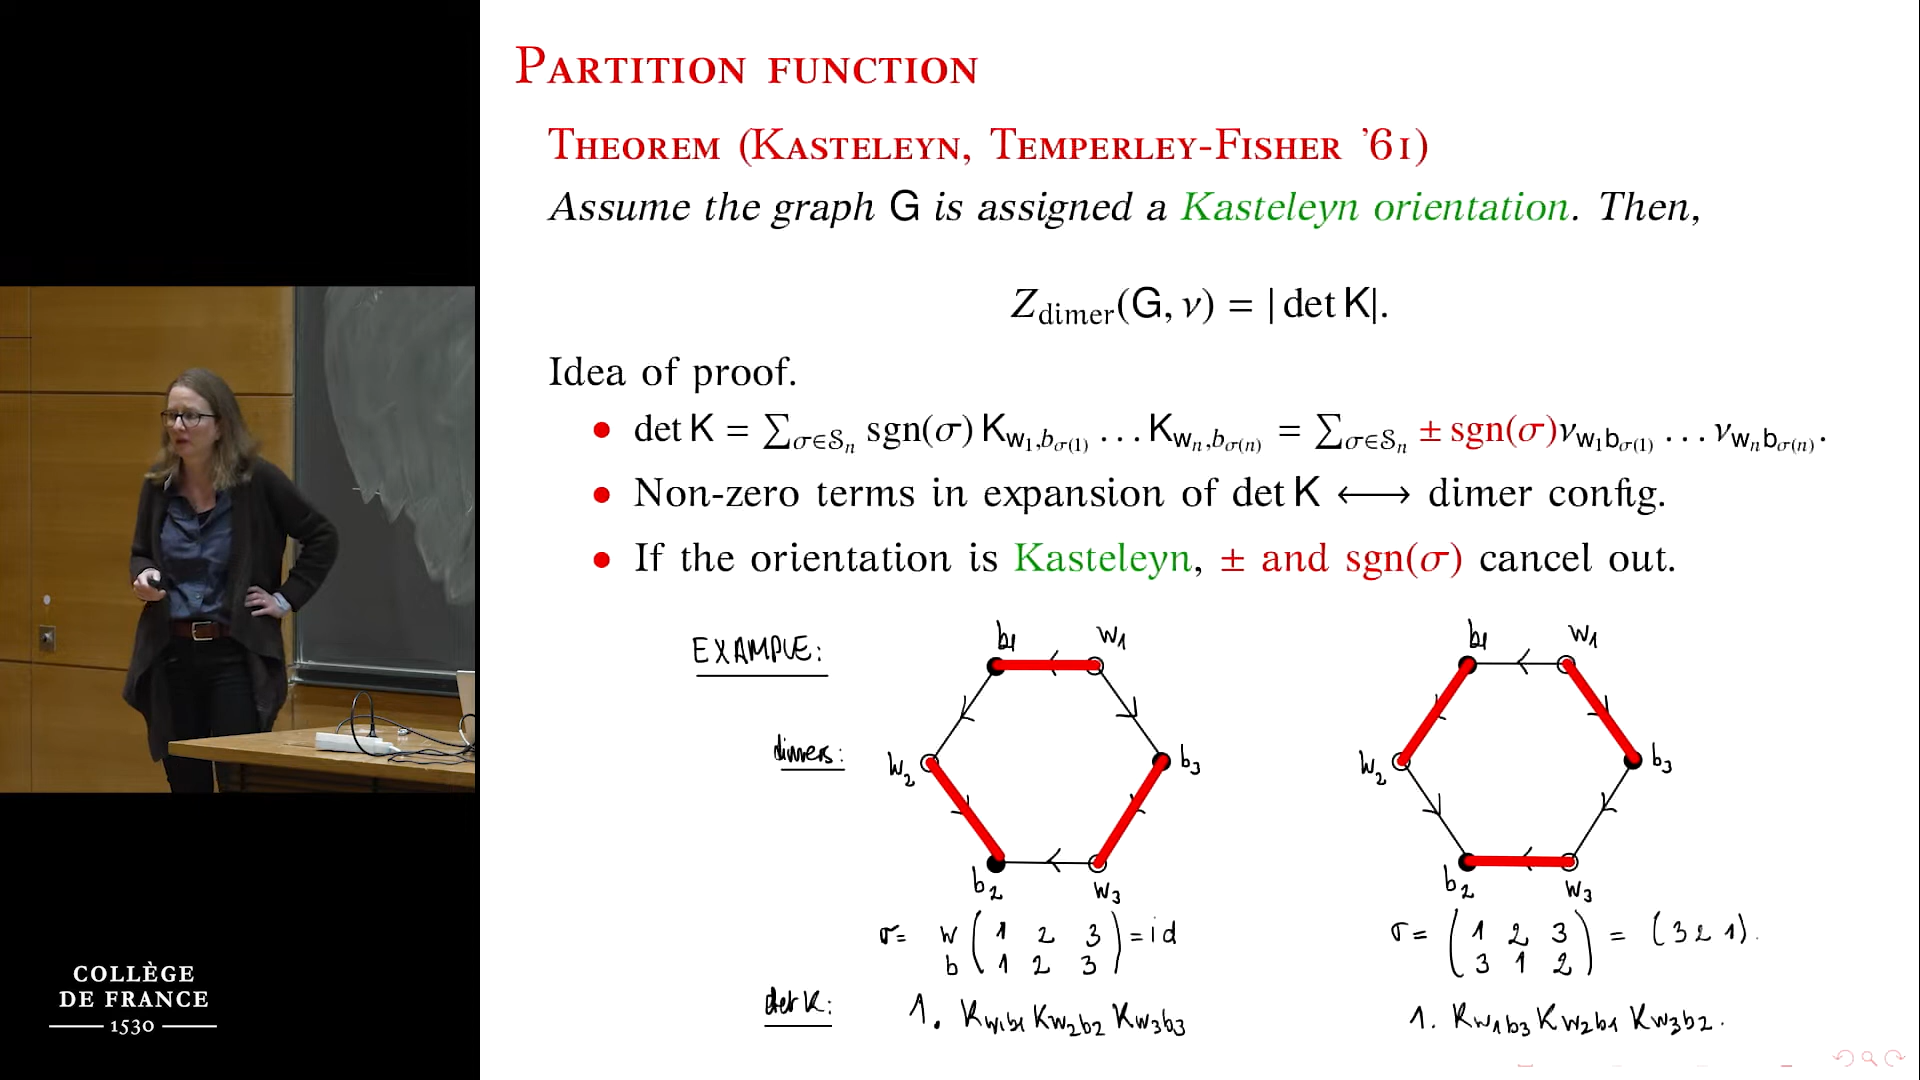 PARTITION FUNCTION
THEOREM (KASTELEYN, TEMPERLEY-FISHER '61)
Assume the graph G is assigned a Kasteleyn orientation. Then,
Z_dimer(G, ν) = | det K|.
Idea of proof.
• det K = ∑_{σ∈S_n} sgn(σ) K_{w_1,b_{σ(1)}} … K_{w_n,b_{σ(n)}} = ∑_{σ∈S_n} ± sgn(σ)ν_{w_1b_{σ(1)}} … ν_{w_nb_{σ(n)}}.
• Non-zero terms in expansion of det K ⟷ dimer config.
• If the orientation is Kasteleyn, ± and sgn(σ) cancel out.
EXAMPLE:
b1 w1 b1 w1
dimers:
w2 b3 w2 b3
b2 w3 b2 w3
σ= w ( 1 2 3 ) = id σ= ( 1 2 3 ) = (3 2 1).
b ( 1 2 3 ) ( 3 1 2 )
det K: 1. Kw1b1 Kw2b2 Kw3b3 1. Kw1b3 Kw2b1 Kw3b2.
COLLÈGE
DE FRANCE
1530